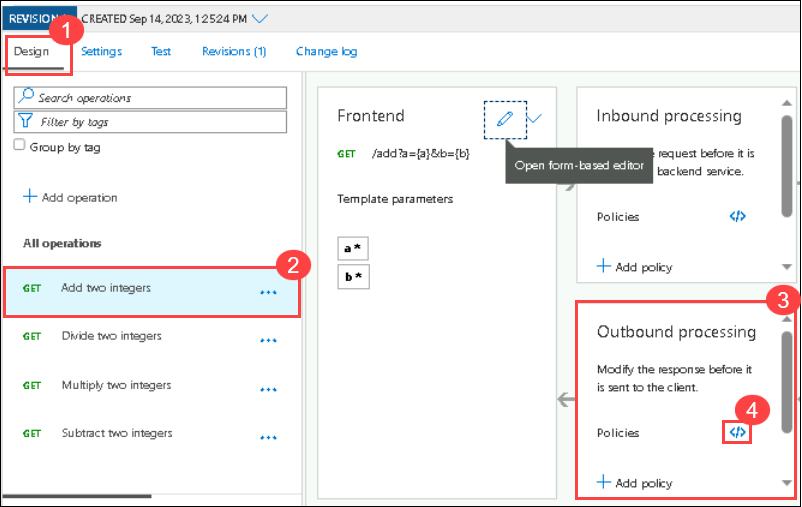 REVISION
CREATED Sep 14, 2023, 1:25:24 PM
1
Design
Settings
Test
Revisions (1)
Change log
Search operations
Filter by tags
Group by tag
Add operation
All operations
2
GET Add two integers ...
GET Divide two integers ...
GET Multiply two integers ...
GET Subtract two integers ...
Frontend
GET /add?a={a}&b={b}
Open form-based editor
Template parameters
a *
b *
Inbound processing
request before it is
backend service.
Policies </>
Add policy
3
Outbound processing
Modify the response before it
is sent to the client.
4
Policies </>
Add policy